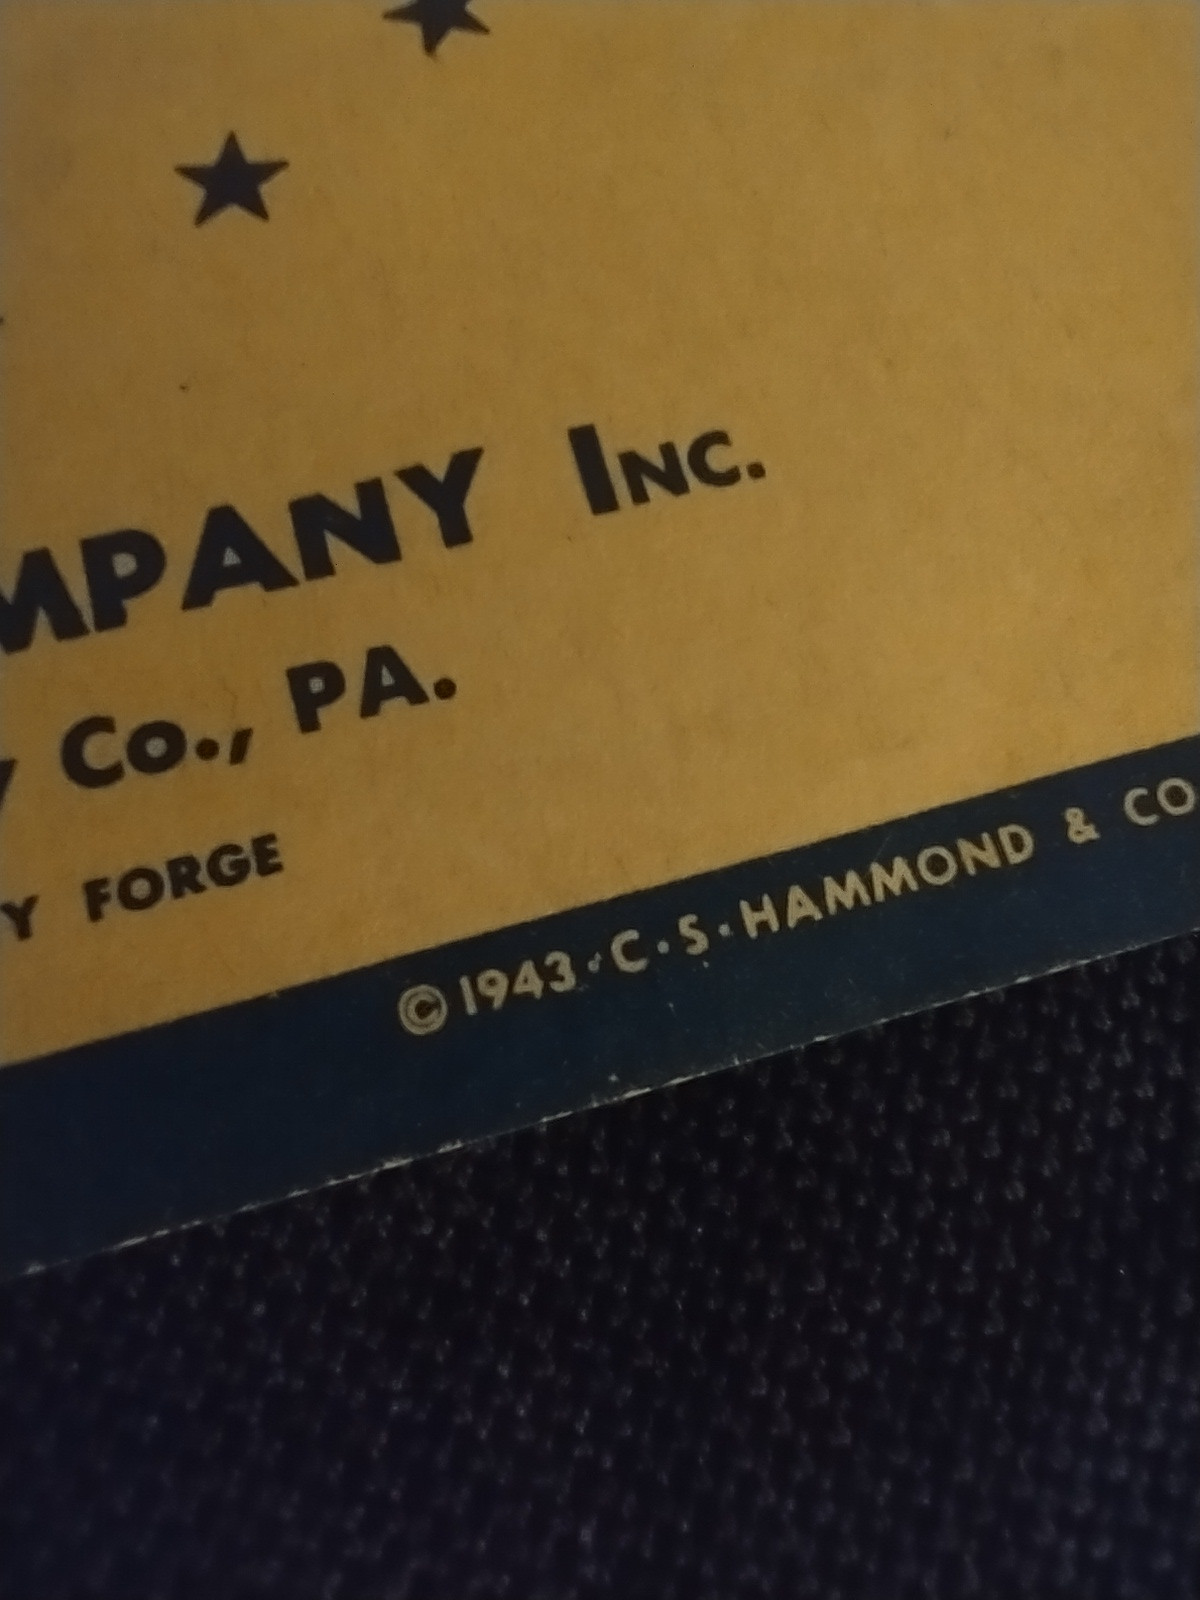 MPANY INC.
Y CO., PA.
Y FORGE
© 1943·C·S·HAMMOND & CO